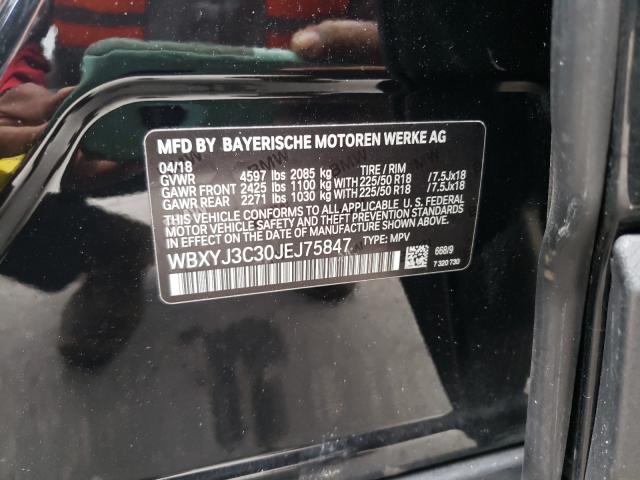 MFD BY BAYERISCHE MOTOREN WERKE AG
04/18
GVWR 4597 lbs 2085 kg TIRE / RIM
GAWR FRONT 2425 lbs 1100 kg WITH 225/50 R18 /7.5Jx18
GAWR REAR 2271 lbs 1030 kg WITH 225/50 R18 /7.5Jx18
THIS VEHICLE CONFORMS TO ALL APPLICABLE U. S. FEDERAL
MOTOR VEHICLE SAFETY, BUMPER, AND THEFT PREVENTION
STANDARDS IN EFFECT ON THE DATE OF MANUFACTURE SHOWN ABOVE.
WBXYJ3C30JEJ75847 TYPE: MPV
668/9
7 320 730